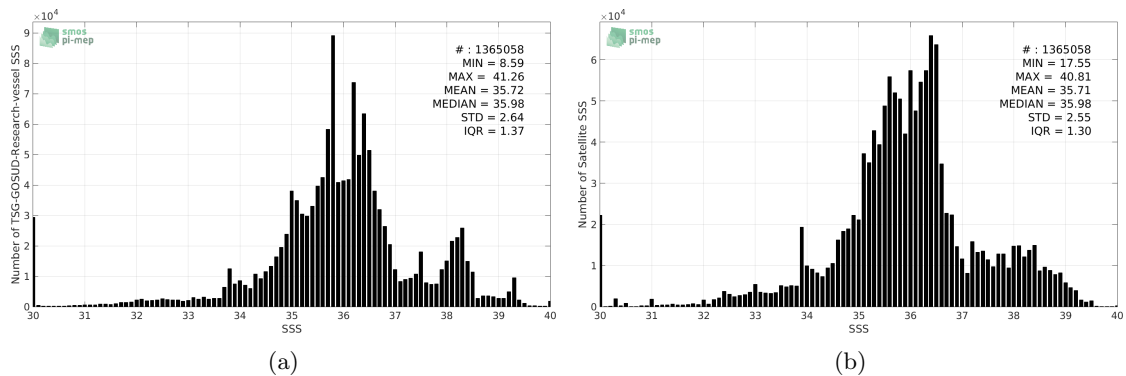 ×10⁴
smos
pi-mep
# : 1365058
MIN = 8.59
MAX = 41.26
MEAN = 35.72
MEDIAN = 35.98
STD = 2.64
IQR = 1.37
Number of TSG-GOSUD-Research-vessel SSS
9
8
7
6
5
4
3
2
1
0
30 31 32 33 34 35 36 37 38 39 40
SSS
(a)
×10⁴
smos
pi-mep
# : 1365058
MIN = 17.55
MAX = 40.81
MEAN = 35.71
MEDIAN = 35.98
STD = 2.55
IQR = 1.30
Number of Satellite SSS
6
5
4
3
2
1
0
30 31 32 33 34 35 36 37 38 39 40
SSS
(b)